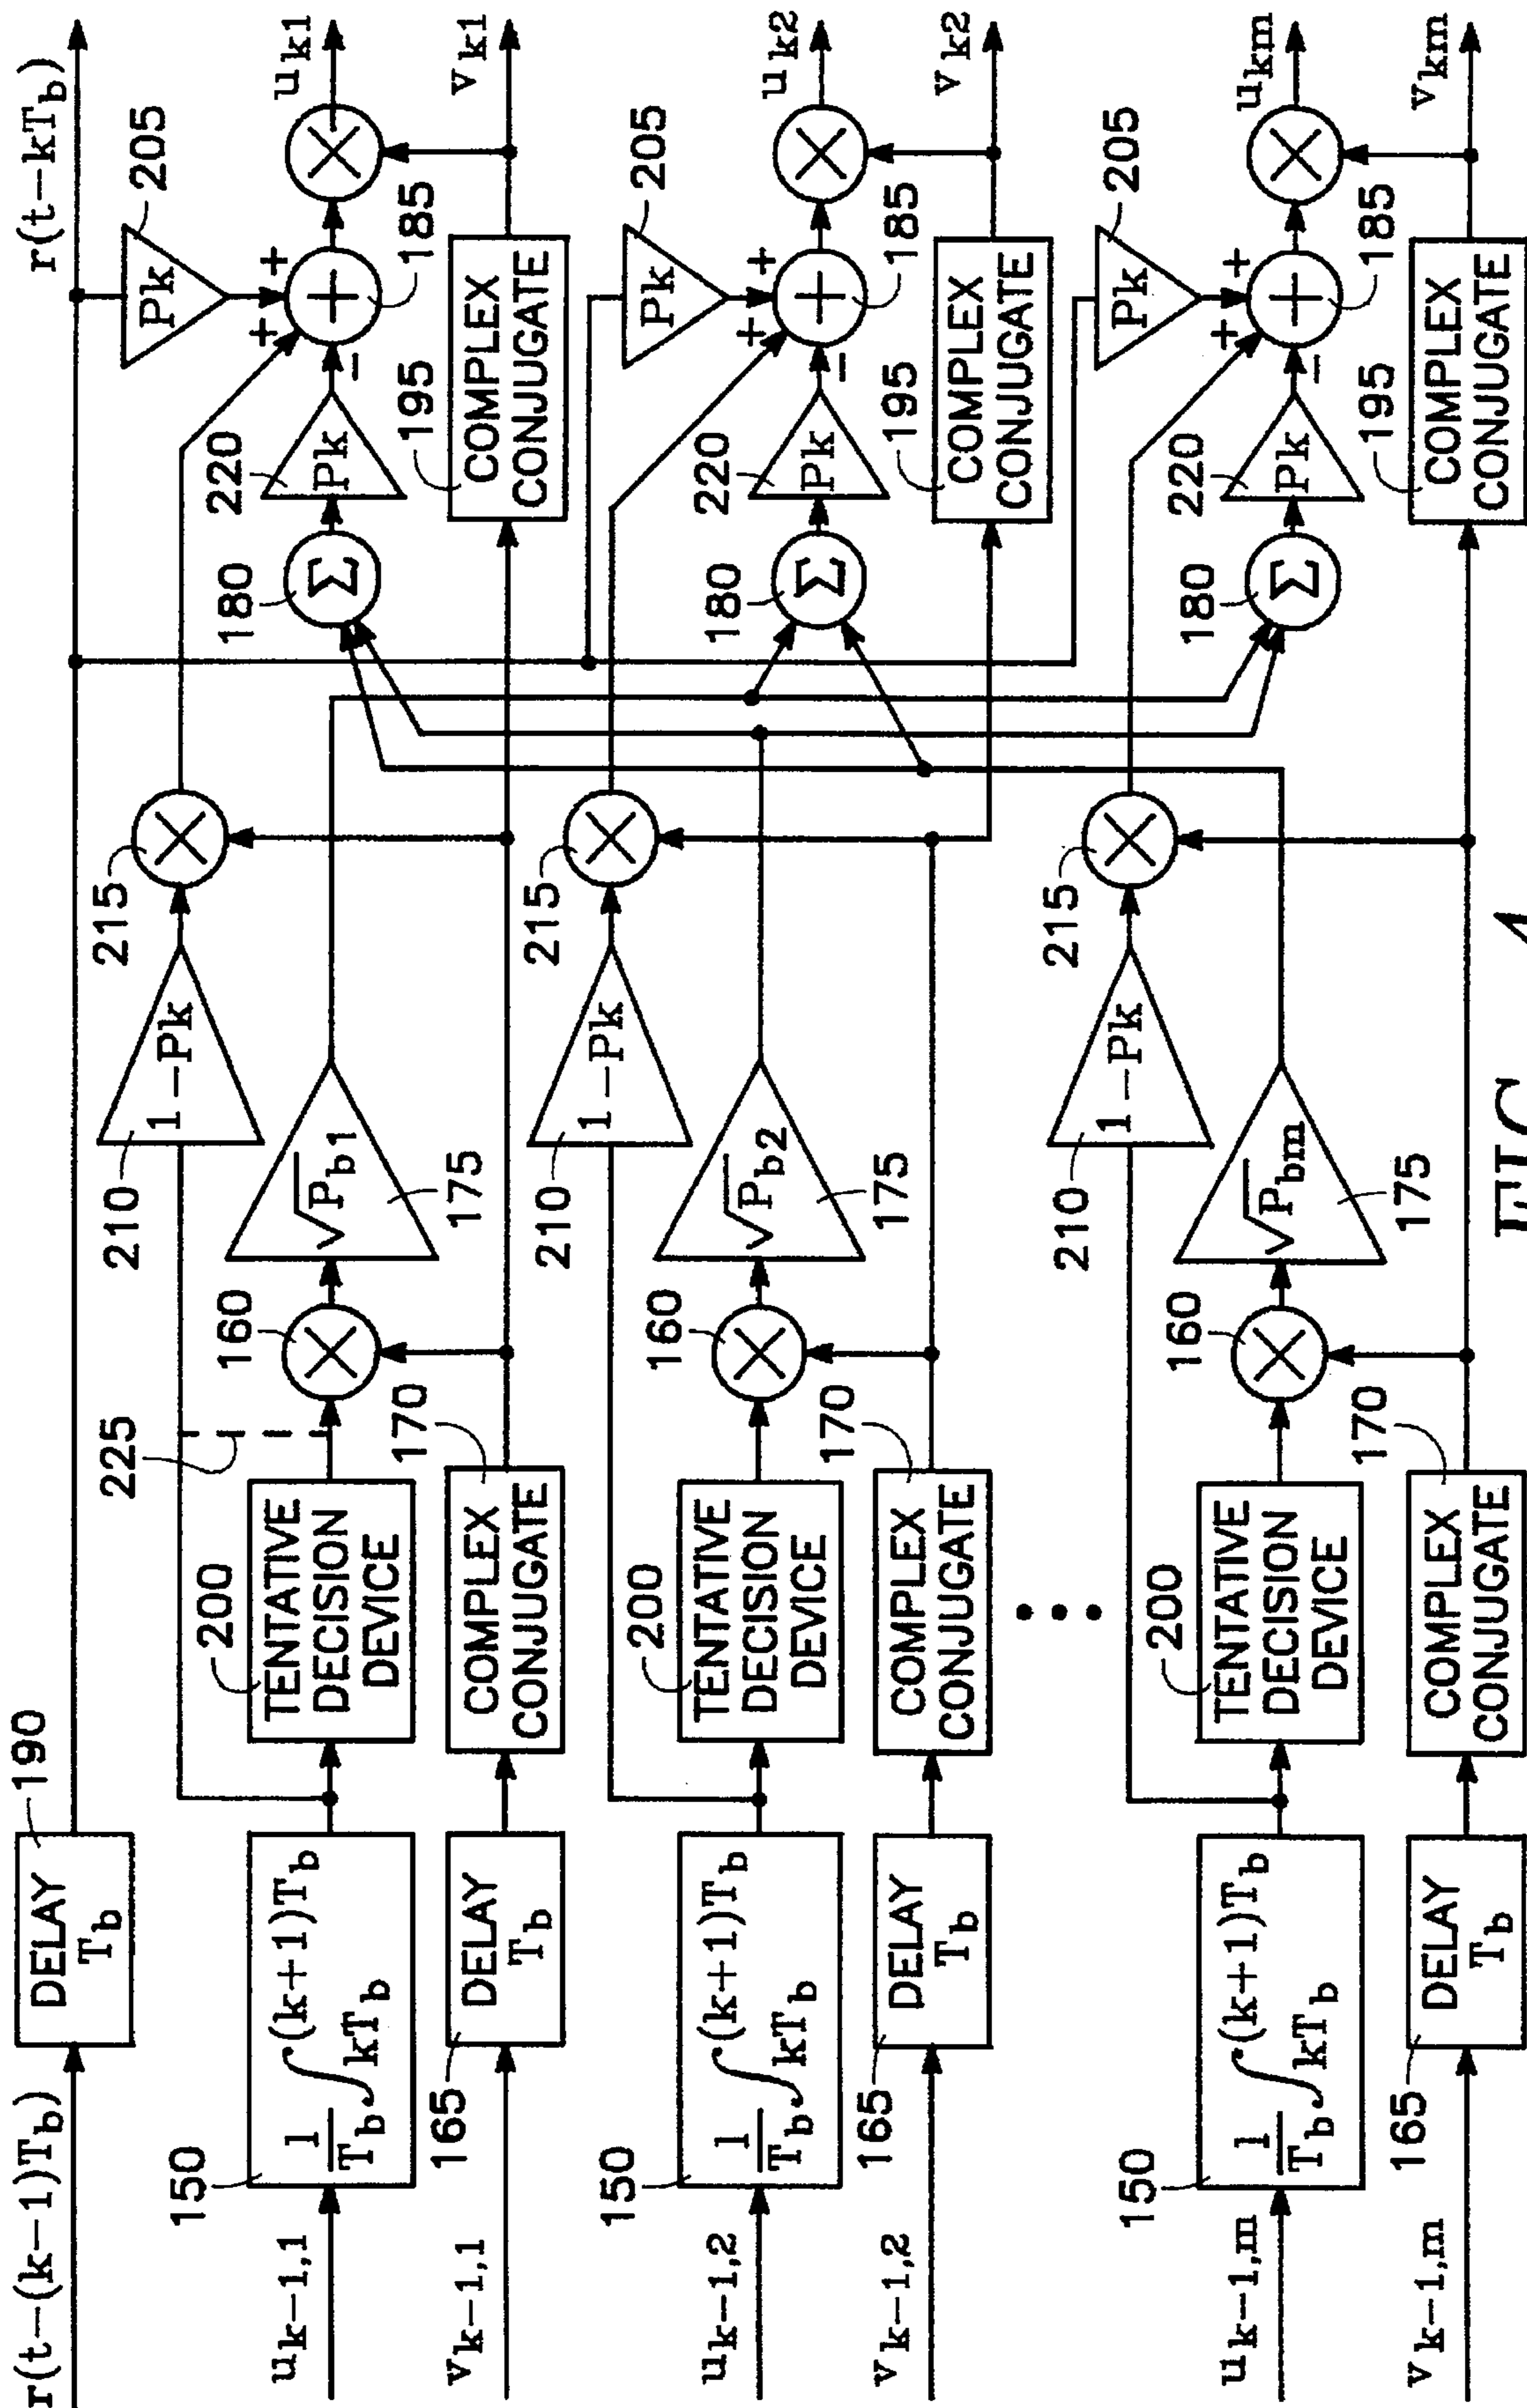 r(t-(k-1)T_b)
DELAY
T_b
190
r(t-kT_b)
u_{k-1,1}
150
1/T_b ∫_{kT_b}^{(k+1)T_b}
200
TENTATIVE
DECISION
DEVICE
225
160
210
1-Pk
√P_{b1}
175
215
180
Σ
220
Pk
Pk
205
+
+
-
+
185
u_{k1}
v_{k-1,1}
165
DELAY
T_b
COMPLEX
CONJUGATE
170
195
COMPLEX
CONJUGATE
v_{k1}
u_{k-1,2}
150
1/T_b ∫_{kT_b}^{(k+1)T_b}
200
TENTATIVE
DECISION
DEVICE
160
210
1-Pk
√P_{b2}
175
215
180
Σ
220
Pk
Pk
205
+
+
-
+
185
u_{k2}
v_{k-1,2}
165
DELAY
T_b
COMPLEX
CONJUGATE
170
195
COMPLEX
CONJUGATE
v_{k2}
u_{k-1,m}
150
1/T_b ∫_{kT_b}^{(k+1)T_b}
200
TENTATIVE
DECISION
DEVICE
160
210
1-Pk
√P_{bm}
175
215
180
Σ
220
Pk
Pk
205
+
+
-
+
185
u_{km}
v_{k-1,m}
165
DELAY
T_b
COMPLEX
CONJUGATE
170
195
COMPLEX
CONJUGATE
v_{km}